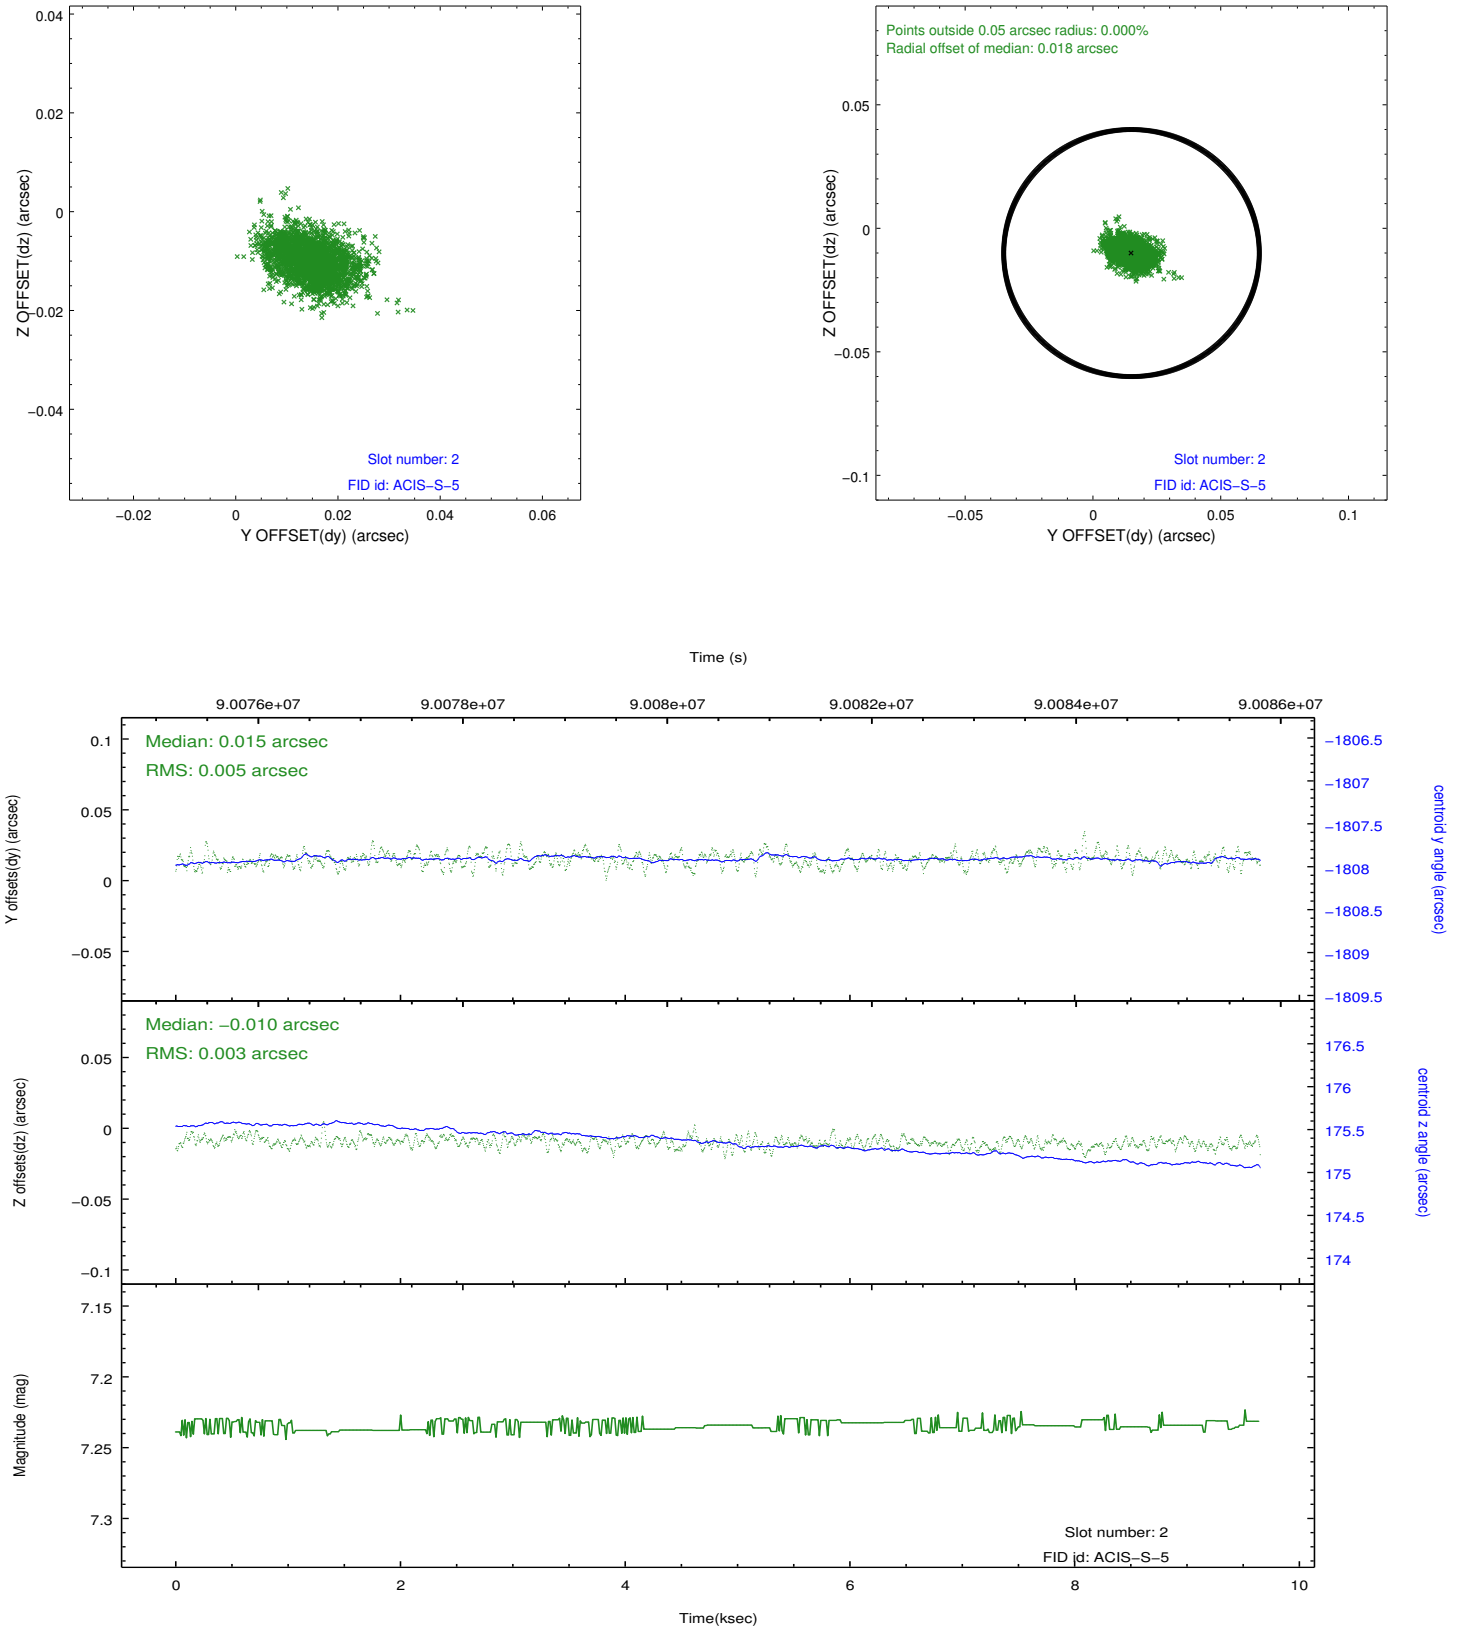 0.04
0.02
0
−0.02
−0.04
Z OFFSET(dz) (arcsec)
Slot number: 2
FID id: ACIS−S−5
−0.02 0 0.02 0.04 0.06
Y OFFSET(dy) (arcsec)
Points outside 0.05 arcsec radius: 0.000%
Radial offset of median: 0.018 arcsec
0.05
0
−0.05
−0.1
Z OFFSET(dz) (arcsec)
Slot number: 2
FID id: ACIS−S−5
−0.05 0 0.05 0.1
Y OFFSET(dy) (arcsec)
Time (s)
9.0076e+07 9.0078e+07 9.008e+07 9.0082e+07 9.0084e+07 9.0086e+07
Median: 0.015 arcsec
RMS: 0.005 arcsec
0.1
0.05
0
−0.05
Y offsets(dy) (arcsec)
−1806.5
−1807
−1807.5
−1808
−1808.5
−1809
−1809.5
centroid y angle (arcsec)
Median: −0.010 arcsec
RMS: 0.003 arcsec
0.05
0
−0.05
−0.1
Z offsets(dz) (arcsec)
176.5
176
175.5
175
174.5
174
centroid z angle (arcsec)
7.15
7.2
7.25
7.3
Magnitude (mag)
Slot number: 2
FID id: ACIS−S−5
0 2 4 6 8 10
Time(ksec)